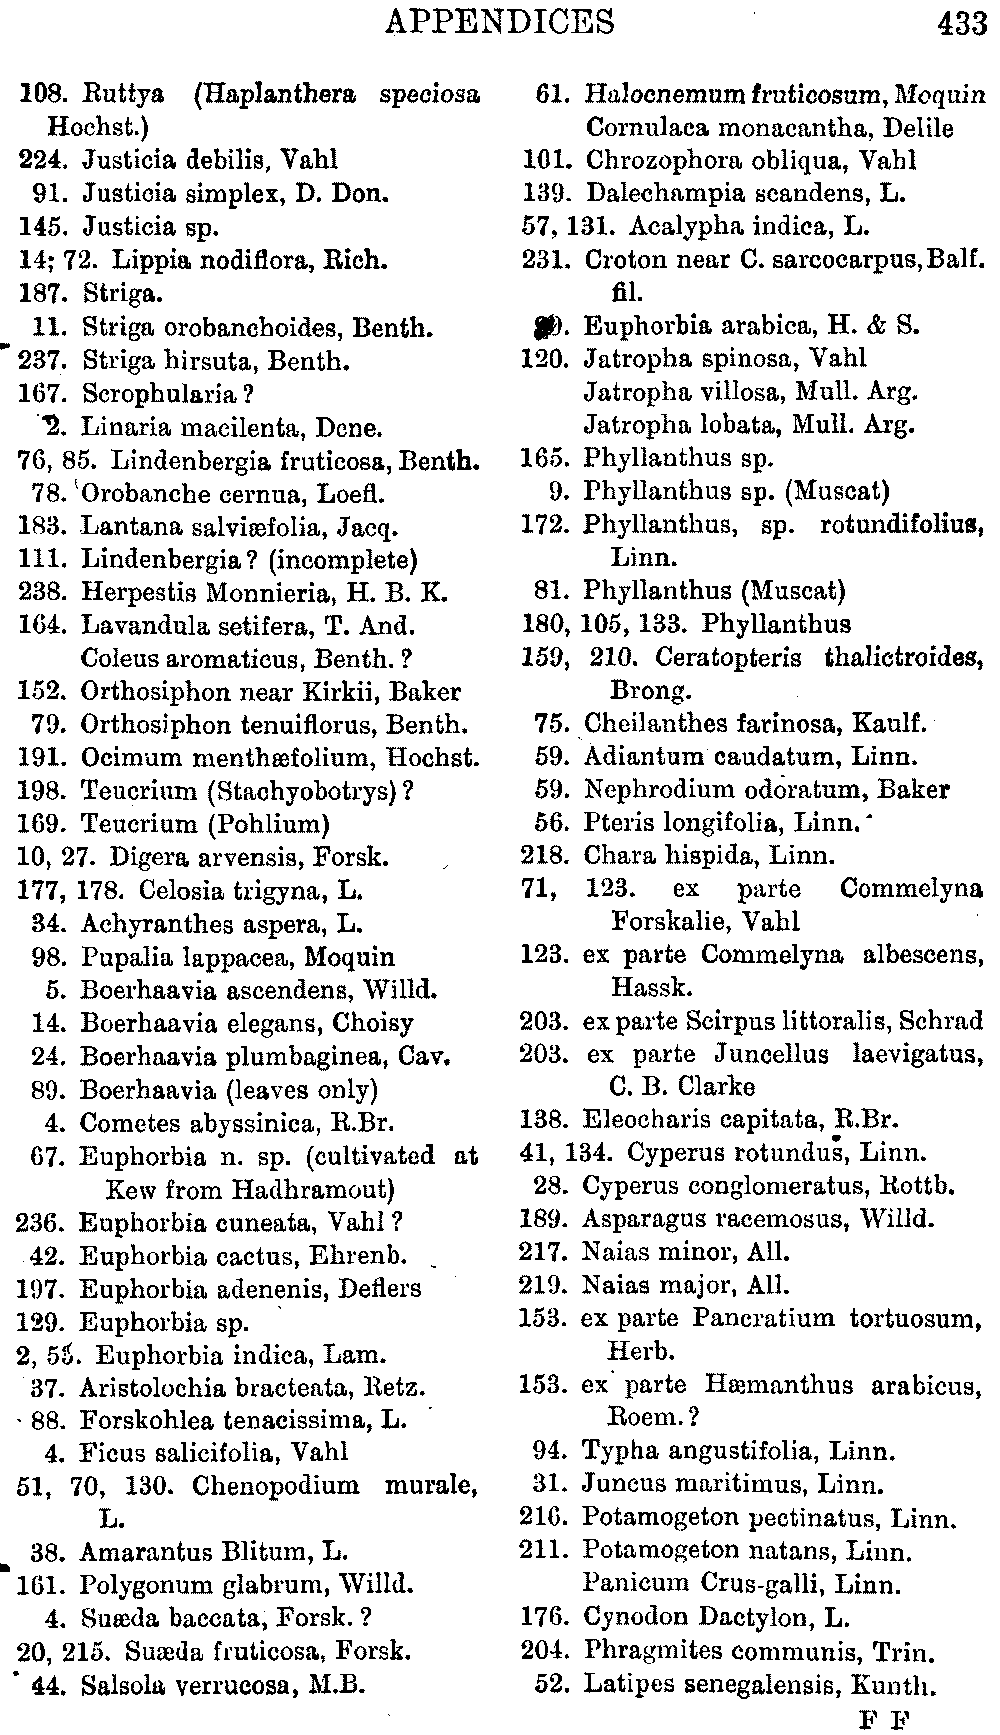 APPENDICES 433
108. Ruttya (Haplanthera speciosa
Hochst.)
224. Justicia debilis, Vahl
91. Justicia simplex, D. Don.
145. Justicia sp.
14; 72. Lippia nodiflora, Rich.
187. Striga.
11. Striga orobanchoides, Benth.
237. Striga hirsuta, Benth.
167. Scrophularia?
2. Linaria macilenta, Dcne.
76, 85. Lindenbergia fruticosa, Benth.
78. Orobanche cernua, Loefl.
183. Lantana salviæfolia, Jacq.
111. Lindenbergia? (incomplete)
238. Herpestis Monnieria, H. B. K.
164. Lavandula setifera, T. And.
Coleus aromaticus, Benth.?
152. Orthosiphon near Kirkii, Baker
79. Orthosiphon tenuiflorus, Benth.
191. Ocimum menthæfolium, Hochst.
198. Teucrium (Stachyobotrys)?
169. Teucrium (Pohlium)
10, 27. Digera arvensis, Forsk.
177, 178. Celosia trigyna, L.
34. Achyranthes aspera, L.
98. Pupalia lappacea, Moquin
5. Boerhaavia ascendens, Willd.
14. Boerhaavia elegans, Choisy
24. Boerhaavia plumbaginea, Cav.
89. Boerhaavia (leaves only)
4. Cometes abyssinica, R.Br.
67. Euphorbia n. sp. (cultivated at
Kew from Hadhramout)
236. Euphorbia cuneata, Vahl?
42. Euphorbia cactus, Ehrenb.
197. Euphorbia adenenis, Deflers
129. Euphorbia sp.
2, 55. Euphorbia indica, Lam.
37. Aristolochia bracteata, Retz.
88. Forskohlea tenacissima, L.
4. Ficus salicifolia, Vahl
51, 70, 130. Chenopodium murale,
L.
38. Amarantus Blitum, L.
161. Polygonum glabrum, Willd.
4. Suæda baccata, Forsk.?
20, 215. Suæda fruticosa, Forsk.
44. Salsola verrucosa, M.B.
61. Halocnemum fruticosum, Moquin
Cornulaca monacantha, Delile
101. Chrozophora obliqua, Vahl
139. Dalechampia scandens, L.
57, 131. Acalypha indica, L.
231. Croton near C. sarcocarpus, Balf.
fil.
Euphorbia arabica, H. & S.
120. Jatropha spinosa, Vahl
Jatropha villosa, Mull. Arg.
Jatropha lobata, Mull. Arg.
165. Phyllanthus sp.
9. Phyllanthus sp. (Muscat)
172. Phyllanthus, sp. rotundifolius,
Linn.
81. Phyllanthus (Muscat)
180, 105, 133. Phyllanthus
159, 210. Ceratopteris thalictroides,
Brong.
75. Cheilanthes farinosa, Kaulf.
59. Adiantum caudatum, Linn.
59. Nephrodium odoratum, Baker
56. Pteris longifolia, Linn.
218. Chara hispida, Linn.
71, 123. ex parte Commelyna
Forskalie, Vahl
123. ex parte Commelyna albescens,
Hassk.
203. ex parte Scirpus littoralis, Schrad
203. ex parte Juncellus laevigatus,
C. B. Clarke
138. Eleocharis capitata, R.Br.
41, 134. Cyperus rotundus, Linn.
28. Cyperus conglomeratus, Rottb.
189. Asparagus racemosus, Willd.
217. Naias minor, All.
219. Naias major, All.
153. ex parte Pancratium tortuosum,
Herb.
153. ex parte Hæmanthus arabicus,
Roem.?
94. Typha angustifolia, Linn.
31. Juncus maritimus, Linn.
216. Potamogeton pectinatus, Linn.
211. Potamogeton natans, Linn.
Panicum Crus-galli, Linn.
176. Cynodon Dactylon, L.
204. Phragmites communis, Trin.
52. Latipes senegalensis, Kunth.
F F